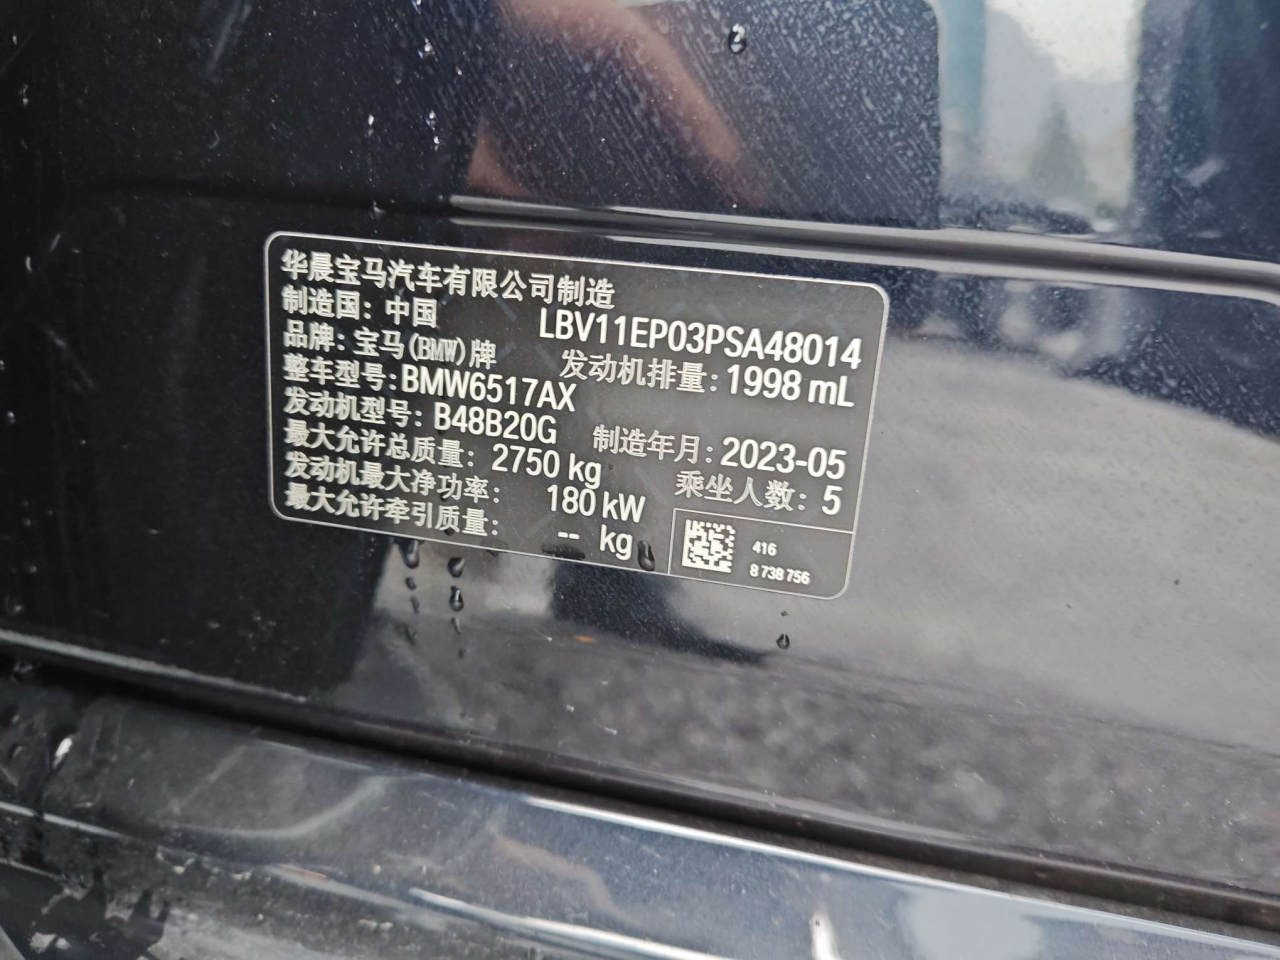 华晨宝马汽车有限公司制造
制造国: 中国
LBV11EP03PSA48014
品牌: 宝马(BMW)牌
发动机排量: 1998 mL
整车型号: BMW6517AX
发动机型号: B48B20G
制造年月: 2023-05
最大允许总质量: 2750 kg
乘坐人数: 5
发动机最大净功率: 180 kW
最大允许牵引质量: -- kg
416
8 738 756